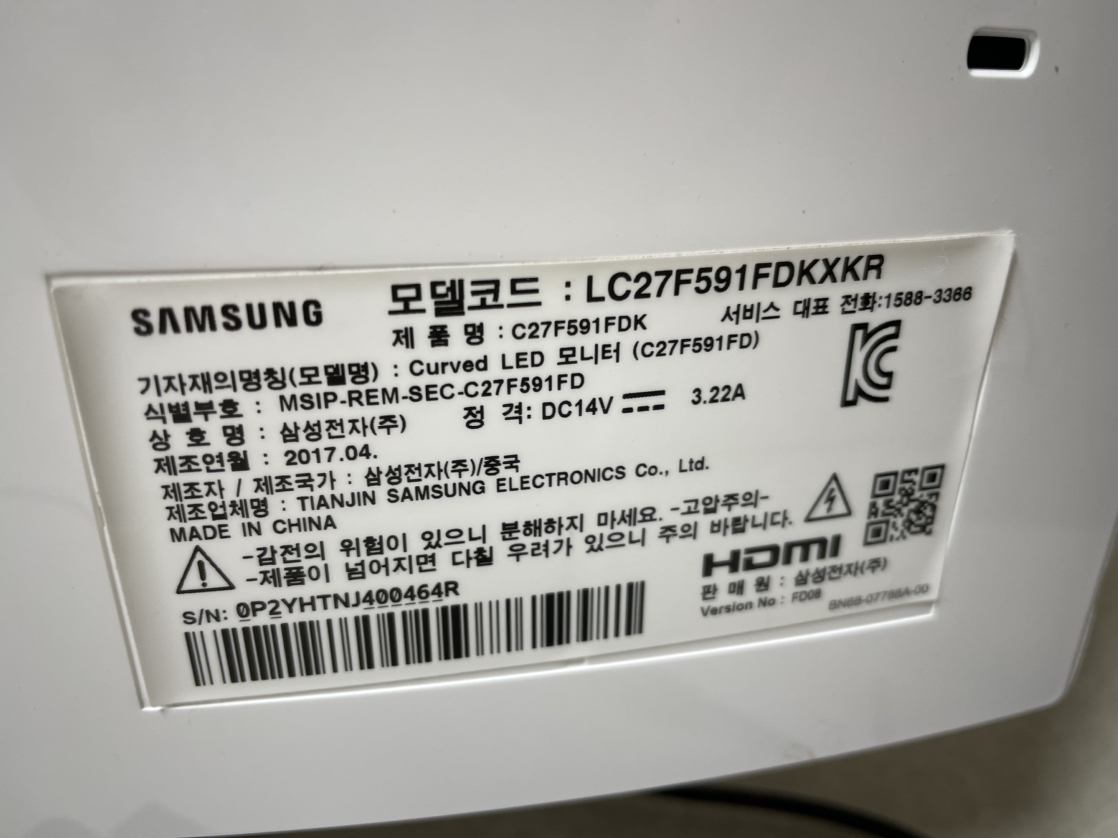 SAMSUNG
모델코드 : LC27F591FDKXKR
제 품 명 : C27F591FDK
서비스 대표 전화:1588-3366
기자재의명칭(모델명) : Curved LED 모니터 (C27F591FD)
식별부호 : MSIP-REM-SEC-C27F591FD
상 호 명 : 삼성전자(주)
정 격: DC14V 3.22A
제조연월 : 2017.04.
제조자 / 제조국가 : 삼성전자(주)/중국
제조업체명 : TIANJIN SAMSUNG ELECTRONICS Co., Ltd.
MADE IN CHINA
-감전의 위험이 있으니 분해하지 마세요. -고압주의-
-제품이 넘어지면 다칠 우려가 있으니 주의 바랍니다.
S/N: 0P2YHTNJ400464R
HDMI
판 매 원 : 삼성전자(주)
Version No : FD08